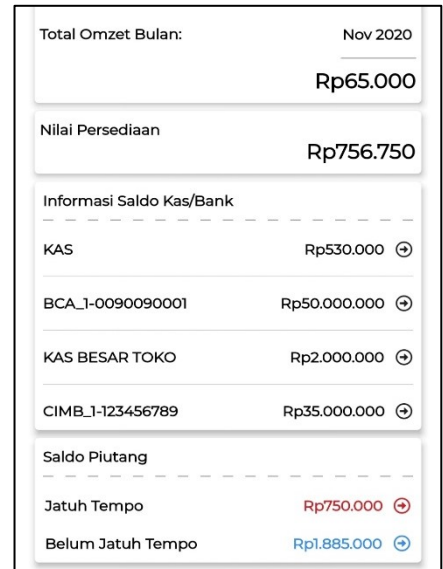 Total Omzet Bulan: Nov 2020
Rp65.000
Nilai Persediaan
Rp756.750
Informasi Saldo Kas/Bank
KAS Rp530.000
BCA_1-0090090001 Rp50.000.000
KAS BESAR TOKO Rp2.000.000
CIMB_1-123456789 Rp35.000.000
Saldo Piutang
Jatuh Tempo Rp750.000
Belum Jatuh Tempo Rp1.885.000